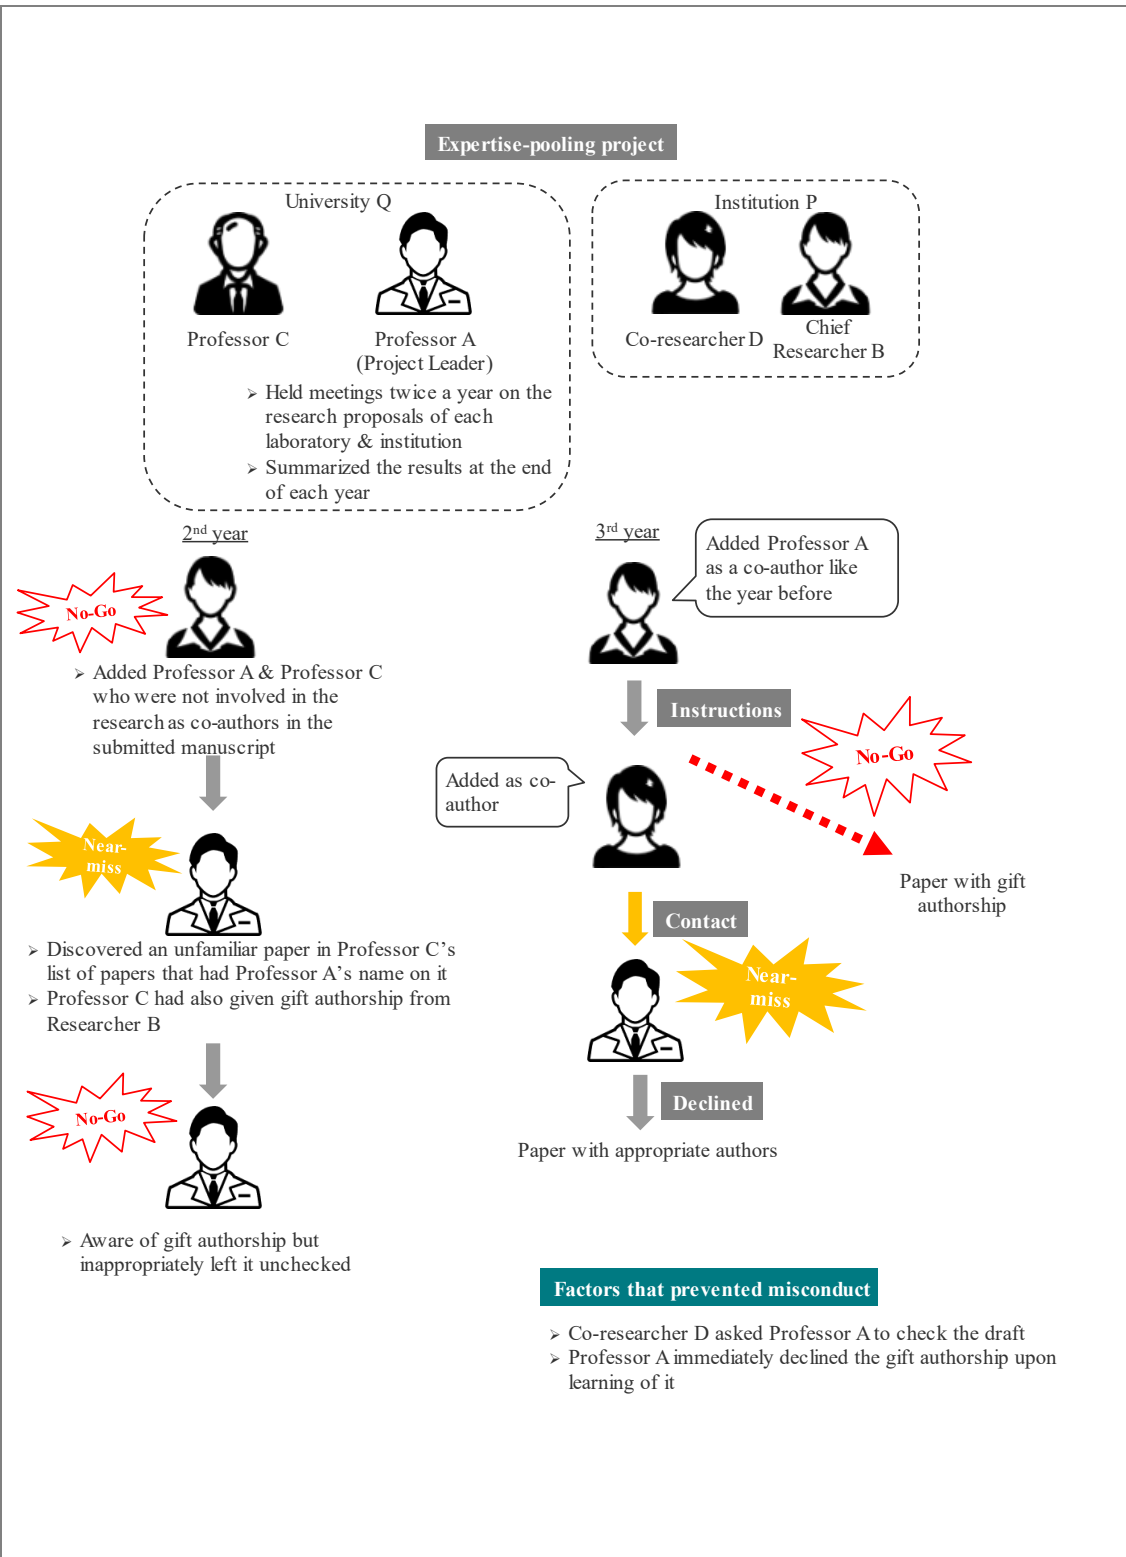 Expertise-pooling project
University Q
Professor C
Professor A
(Project Leader)
➢ Held meetings twice a year on the
research proposals of each
laboratory & institution
➢ Summarized the results at the end
of each year
Institution P
Co-researcher D
Chief
Researcher B
2nd year
No-Go
➢ Added Professor A & Professor C
who were not involved in the
research as co-authors in the
submitted manuscript
Near-
miss
➢ Discovered an unfamiliar paper in Professor C's
list of papers that had Professor A's name on it
➢ Professor C had also given gift authorship from
Researcher B
No-Go
➢ Aware of gift authorship but
inappropriately left it unchecked
3rd year
Added Professor A
as a co-author like
the year before
Instructions
No-Go
Added as co-
author
Paper with gift
authorship
Contact
Near-
miss
Declined
Paper with appropriate authors
Factors that prevented misconduct
➢ Co-researcher D asked Professor A to check the draft
➢ Professor A immediately declined the gift authorship upon
learning of it